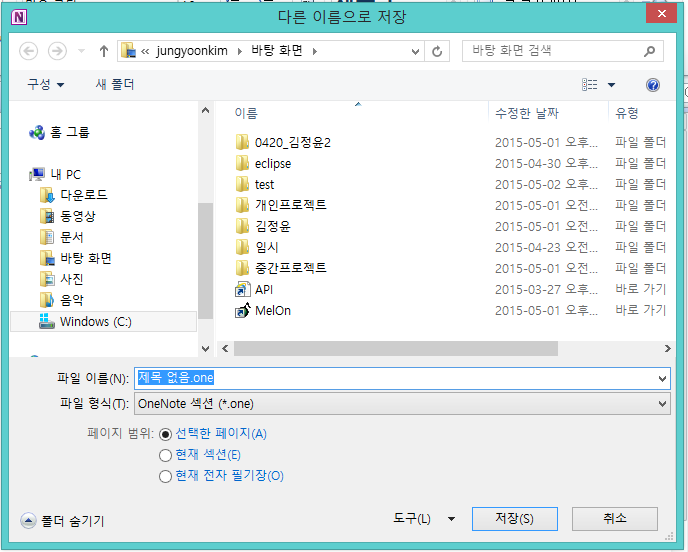 다른 이름으로 저장
« jungyoonkim 바탕 화면
바탕 화면 검색
구성 새 폴더
이름 수정한 날짜 유형
홈 그룹
내 PC
다운로드
동영상
문서
바탕 화면
사진
음악
Windows (C:)
0420_김정윤2 2015-05-01 오후... 파일 폴더
eclipse 2015-04-30 오후... 파일 폴더
test 2015-05-02 오후... 파일 폴더
개인프로젝트 2015-05-01 오전... 파일 폴더
김정윤 2015-05-01 오전... 파일 폴더
임시 2015-04-23 오전... 파일 폴더
중간프로젝트 2015-05-01 오전... 파일 폴더
API 2015-03-27 오후... 바로 가기
MelOn 2015-05-01 오전... 바로 가기
파일 이름(N): 제목 없음.one
파일 형식(T): OneNote 섹션 (*.one)
페이지 범위: 선택한 페이지(A)
현재 섹션(E)
현재 전자 필기장(O)
폴더 숨기기
도구(L) 저장(S) 취소